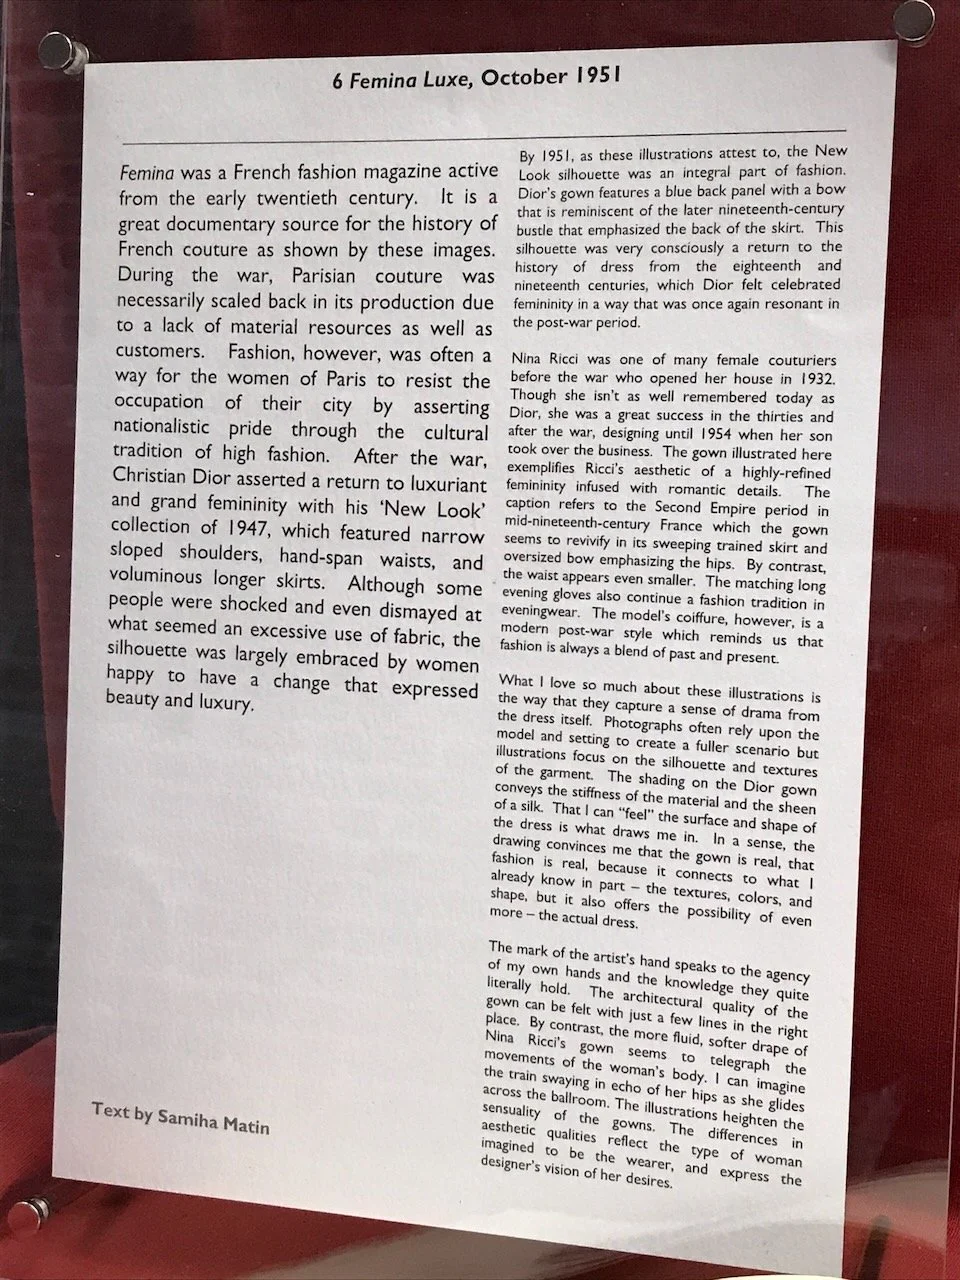 6 Femina Luxe, October 1951
Femina was a French fashion magazine active
from the early twentieth century. It is a
great documentary source for the history of
French couture as shown by these images.
During the war, Parisian couture was
necessarily scaled back in its production due
to a lack of material resources as well as
customers. Fashion, however, was often a
way for the women of Paris to resist the
occupation of their city by asserting
nationalistic pride through the cultural
tradition of high fashion. After the war,
Christian Dior asserted a return to luxuriant
and grand femininity with his ‘New Look’
collection of 1947, which featured narrow
sloped shoulders, hand-span waists, and
voluminous longer skirts. Although some
people were shocked and even dismayed at
what seemed an excessive use of fabric, the
silhouette was largely embraced by women
happy to have a change that expressed
beauty and luxury.
Text by Samiha Matin
By 1951, as these illustrations attest to, the New
Look silhouette was an integral part of fashion.
Dior’s gown features a blue back panel with a bow
that is reminiscent of the later nineteenth-century
bustle that emphasized the back of the skirt. This
silhouette was very consciously a return to the
history of dress from the eighteenth and
nineteenth centuries, which Dior felt celebrated
femininity in a way that was once again resonant in
the post-war period.
Nina Ricci was one of many female couturiers
before the war who opened her house in 1932.
Though she isn’t as well remembered today as
Dior, she was a great success in the thirties and
after the war, designing until 1954 when her son
took over the business. The gown illustrated here
exemplifies Ricci’s aesthetic of a highly-refined
femininity infused with romantic details. The
caption refers to the Second Empire period in
mid-nineteenth-century France which the gown
seems to revivify in its sweeping trained skirt and
oversized bow emphasizing the hips. By contrast,
the waist appears even smaller. The matching long
evening gloves also continue a fashion tradition in
eveningwear. The model’s coiffure, however, is a
modern post-war style which reminds us that
fashion is always a blend of past and present.
What I love so much about these illustrations is
the way that they capture a sense of drama from
the dress itself. Photographs often rely upon the
model and setting to create a fuller scenario but
illustrations focus on the silhouette and textures
of the garment. The shading on the Dior gown
conveys the stiffness of the material and the sheen
of a silk. That I can “feel” the surface and shape of
the dress is what draws me in. In a sense, the
drawing convinces me that the gown is real, that
fashion is real, because it connects to what I
already know in part – the textures, colors, and
shape, but it also offers the possibility of even
more – the actual dress.
The mark of the artist’s hand speaks to the agency
of my own hands and the knowledge they quite
literally hold. The architectural quality of the
gown can be felt with just a few lines in the right
place. By contrast, the more fluid, softer drape of
Nina Ricci’s gown seems to telegraph the
movements of the woman’s body. I can imagine
the train swaying in echo of her hips as she glides
across the ballroom. The illustrations heighten the
sensuality of the gowns. The differences in
aesthetic qualities reflect the type of woman
imagined to be the wearer, and express the
designer’s vision of her desires.